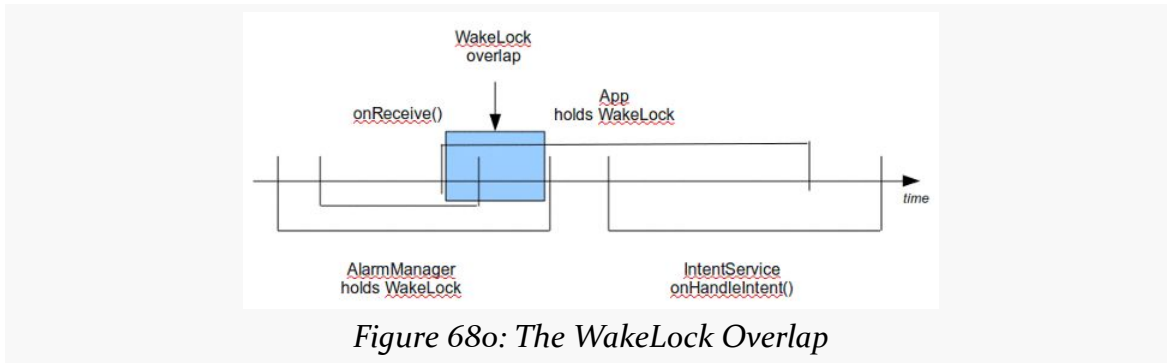 WakeLock
overlap
onReceive()
App
holds WakeLock
time
AlarmManager
holds WakeLock
IntentService
onHandleIntent()
Figure 680: The WakeLock Overlap